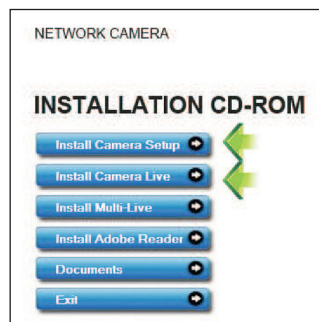 NETWORK CAMERA
INSTALLATION CD-ROM
Install Camera Setup
Install Camera Live
Install Multi-Live
Install Adobe Reader
Documents
Exit